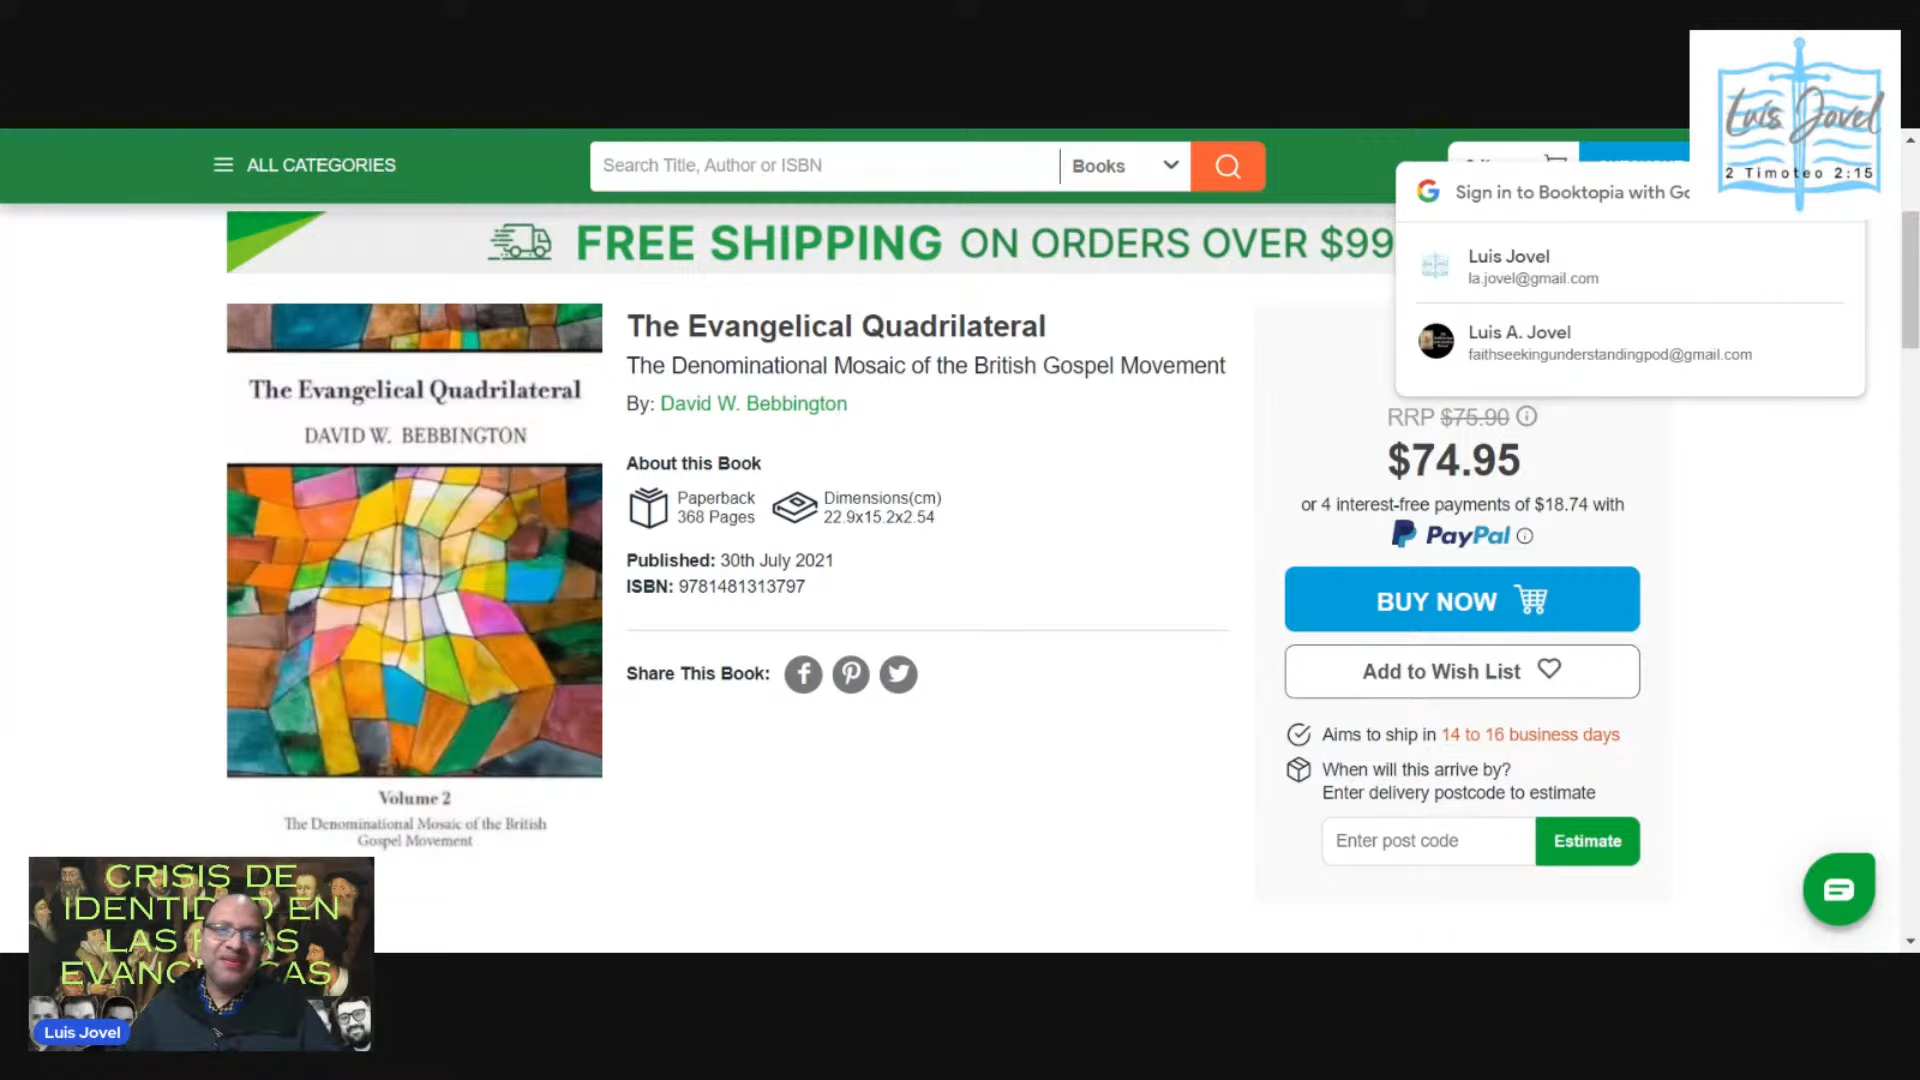 Luis Jovel
2 Timoteo 2:15
ALL CATEGORIES
Search Title, Author or ISBN
Books
Sign in to Booktopia with Go
FREE SHIPPING ON ORDERS OVER $99
Luis Jovel
la.jovel@gmail.com
Luis A. Jovel
faithseekingunderstandingpod@gmail.com
The Evangelical Quadrilateral
DAVID W. BEBBINGTON
Volume 2
The Denominational Mosaic of the British
Gospel Movement
The Evangelical Quadrilateral
The Denominational Mosaic of the British Gospel Movement
By: David W. Bebbington
About this Book
Paperback
368 Pages
Dimensions(cm)
22.9x15.2x2.54
Published: 30th July 2021
ISBN: 9781481313797
Share This Book:
RRP $75.90
$74.95
or 4 interest-free payments of $18.74 with
PayPal
BUY NOW
Add to Wish List
Aims to ship in 14 to 16 business days
When will this arrive by?
Enter delivery postcode to estimate
Enter post code
Estimate
CRISIS DE
EN
LAS
Luis Jovel